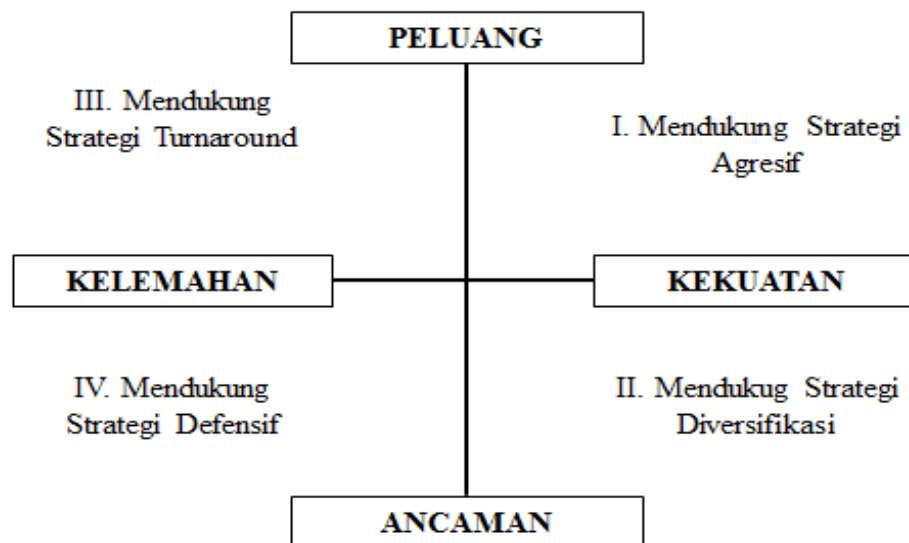 PELUANG
III. Mendukung
Strategi Turnaround
I. Mendukung Strategi
Agresif
KELEMAHAN
KEKUATAN
IV. Mendukung
Strategi Defensif
II. Mendukug Strategi
Diversifikasi
ANCAMAN